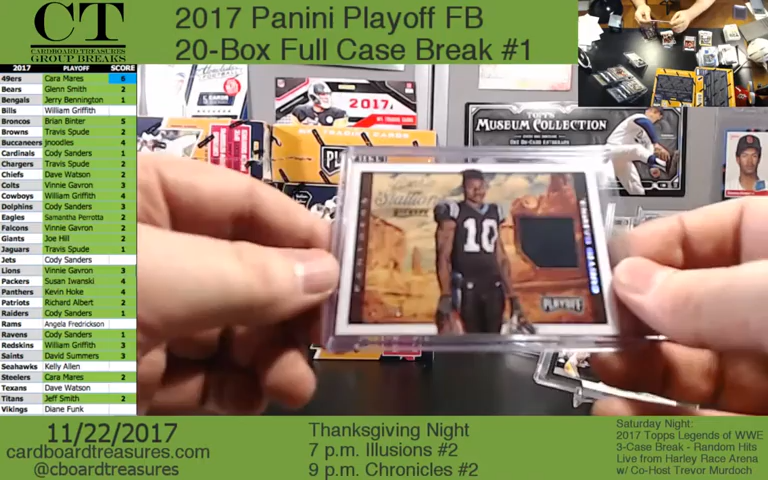 CT
CARDBOARD TREASURES
GROUP BREAKS
2017 Panini Playoff FB
20-Box Full Case Break #1
2017 PLAYOFF SCORE
49ers Cara Mares 6
Bears Glenn Smith 2
Bengals Jerry Bennington 1
Bills William Griffith
Broncos Brian Binter 5
Browns Travis Spude 2
Buccaneers Jnoodles 4
Cardinals Cody Sanders 1
Chargers Travis Spude 2
Chiefs Dave Watson 2
Colts Vinnie Gavron 3
Cowboys William Griffith 4
Dolphins Cody Sanders 3
Eagles Samantha Perrotta 2
Falcons Vinnie Gavron 2
Giants Joe Hill 2
Jaguars Travis Spude 1
Jets Cody Sanders
Lions Vinnie Gavron 3
Packers Susan Iwanski 4
Panthers Kevin Hoke 4
Patriots Richard Albert 2
Raiders Cody Sanders 1
Rams Angela Fredrickson
Ravens Cody Sanders 1
Redskins William Griffith 3
Saints David Summers 3
Seahawks Kelly Allen
Steelers Cara Mares 2
Texans Dave Watson
Titans Jeff Smith 2
Vikings Diane Funk
2017
TOPPS
MUSEUM COLLECTION
Stallions
10
PLAYOFF
11/22/2017
cardboardtreasures.com
@cboardtreasures
Thanksgiving Night
7 p.m. Illusions #2
9 p.m. Chronicles #2
Saturday Night:
2017 Topps Legends of WWE
3-Case Break - Random Hits
Live from Harley Race Arena
w/ Co-Host Trevor Murdoch